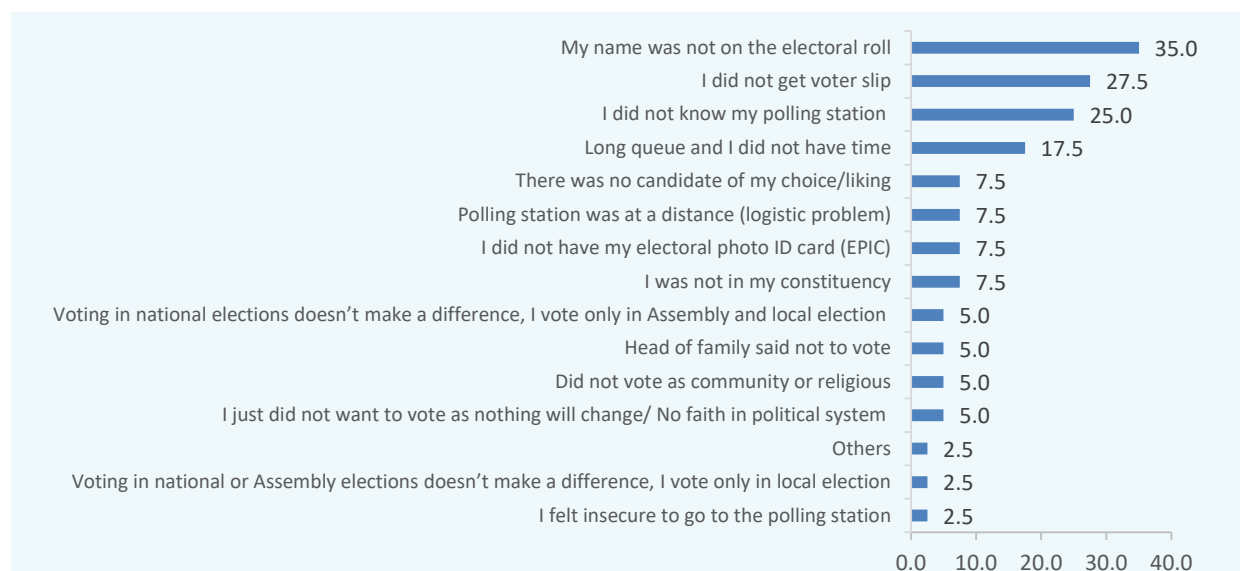 My name was not on the electoral roll 35.0
I did not get voter slip 27.5
I did not know my polling station 25.0
Long queue and I did not have time 17.5
There was no candidate of my choice/liking 7.5
Polling station was at a distance (logistic problem) 7.5
I did not have my electoral photo ID card (EPIC) 7.5
I was not in my constituency 7.5
Voting in national elections doesn’t make a difference, I vote only in Assembly and local election 5.0
Head of family said not to vote 5.0
Did not vote as community or religious 5.0
I just did not want to vote as nothing will change/ No faith in political system 5.0
Others 2.5
Voting in national or Assembly elections doesn’t make a difference, I vote only in local election 2.5
I felt insecure to go to the polling station 2.5
0.0 10.0 20.0 30.0 40.0